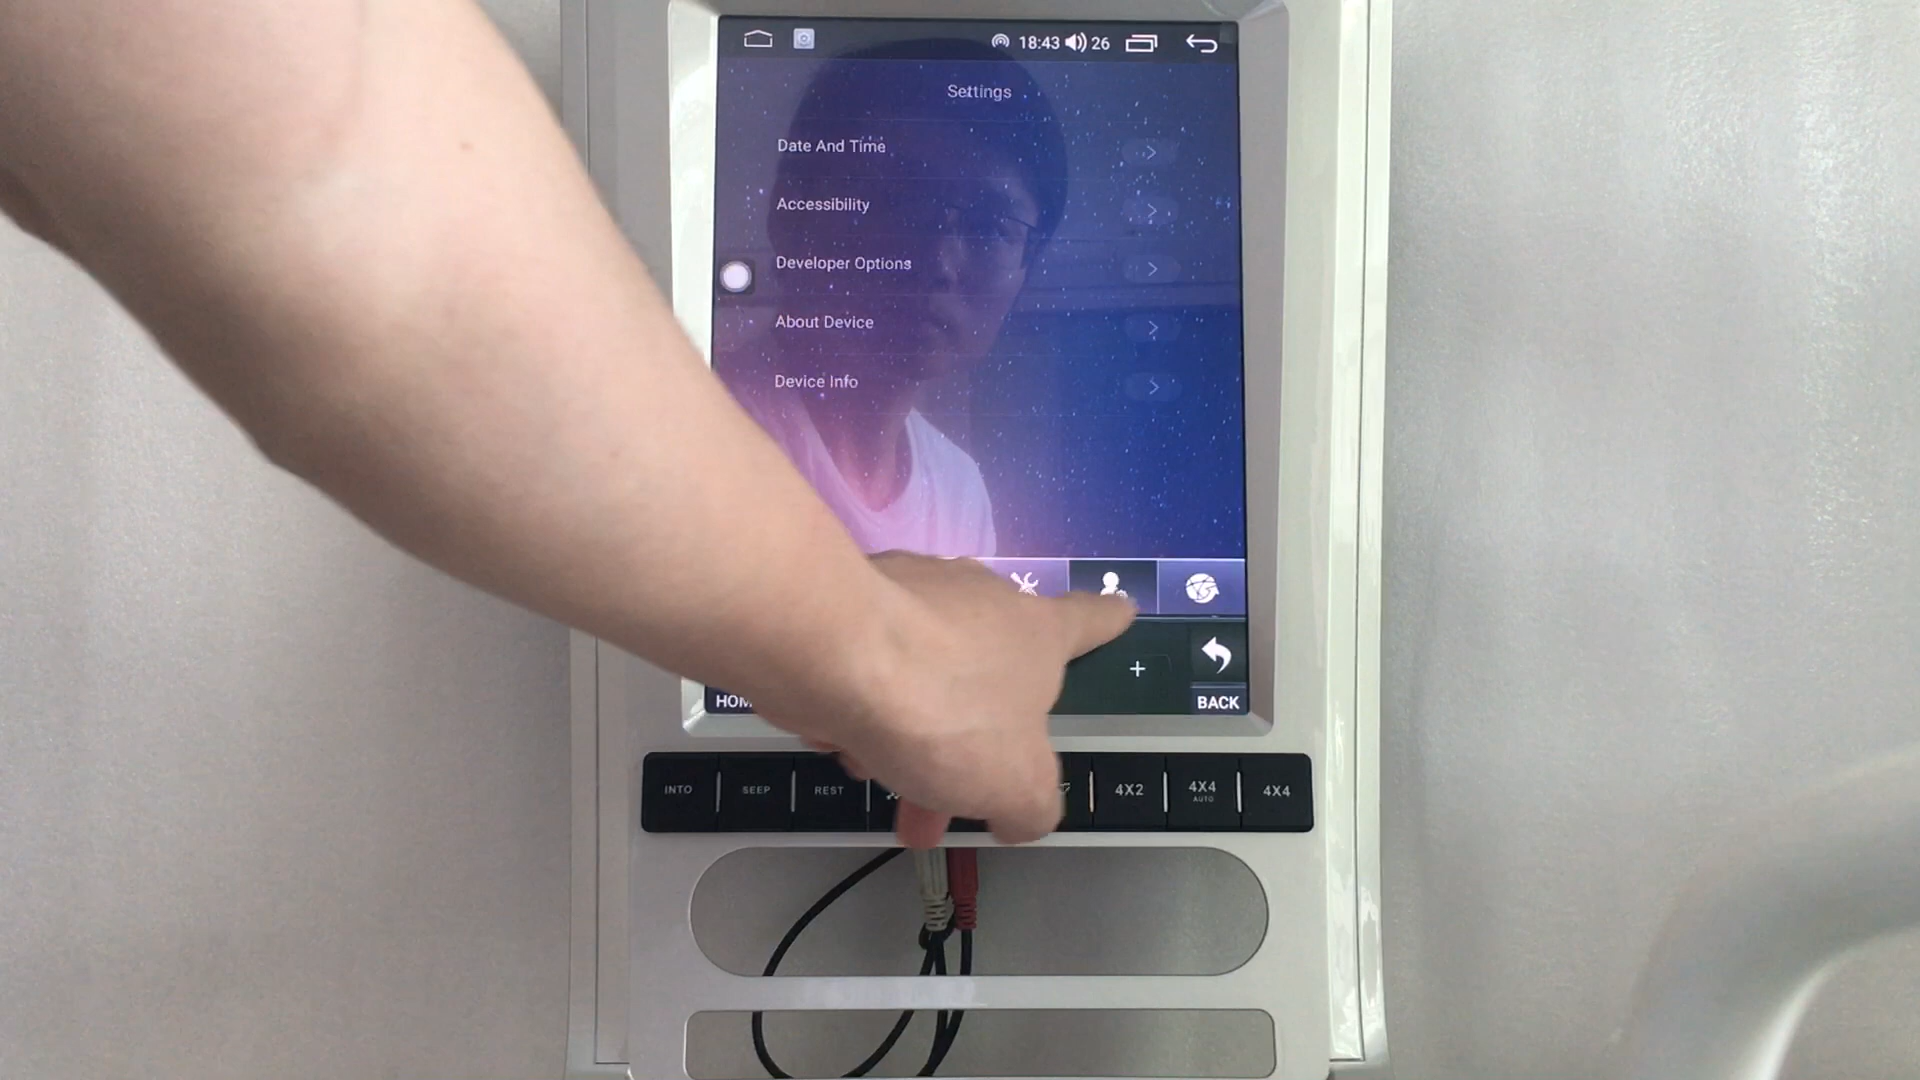 18:43 26
Settings
Date And Time
Accessibility
Developer Options
About Device
Device Info
+
HOM
BACK
INTO
SEEP
REST
4X2
4X4
AUTO
4X4